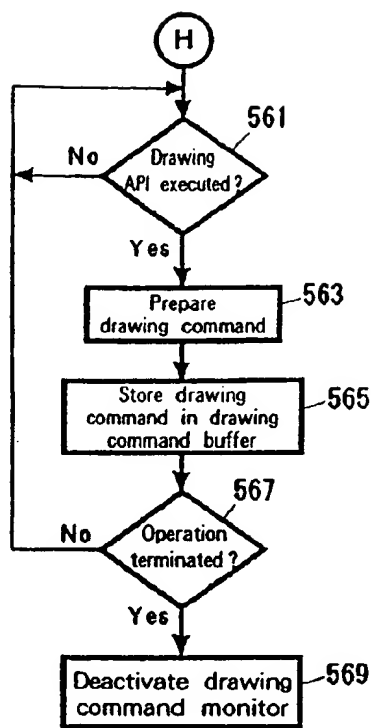 H
561
No
Drawing
API executed?
Yes
Prepare
drawing command
563
Store drawing
command in drawing
command buffer
565
567
No
Operation
terminated?
Yes
Deactivate drawing
command monitor
569